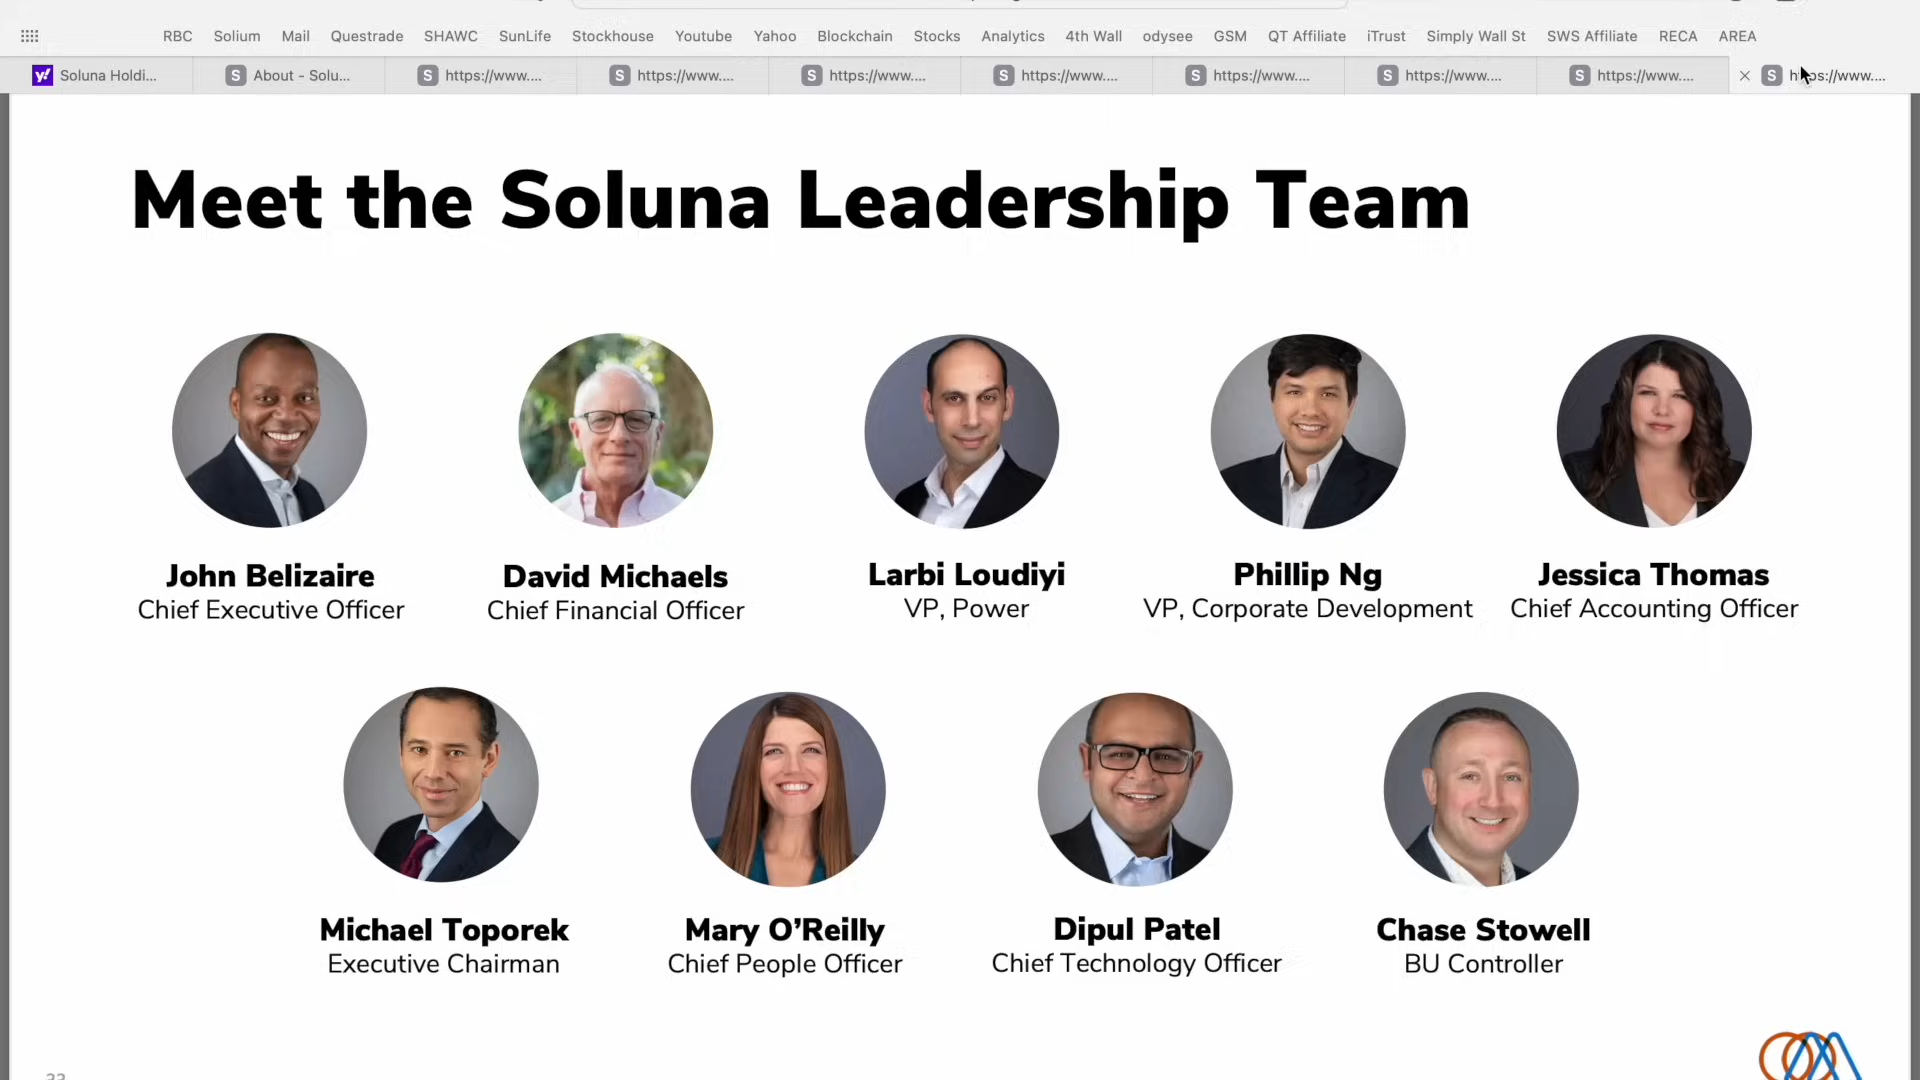 RBC Solium Mail Questrade SHAWC SunLife Stockhouse Youtube Yahoo Blockchain Stocks Analytics 4th Wall odysee GSM QT Affiliate iTrust Simply Wall St SWS Affiliate RECA AREA
y! Soluna Holdi... S About - Solu... S https://www.... S https://www.... S https://www.... S https://www.... S https://www.... S https://www.... S https://www.... S https://www....
Meet the Soluna Leadership Team
John Belizaire David Michaels Larbi Loudiyi Phillip Ng Jessica Thomas
Chief Executive Officer Chief Financial Officer VP, Power VP, Corporate Development Chief Accounting Officer
Michael Toporek Mary O’Reilly Dipul Patel Chase Stowell
Executive Chairman Chief People Officer Chief Technology Officer BU Controller